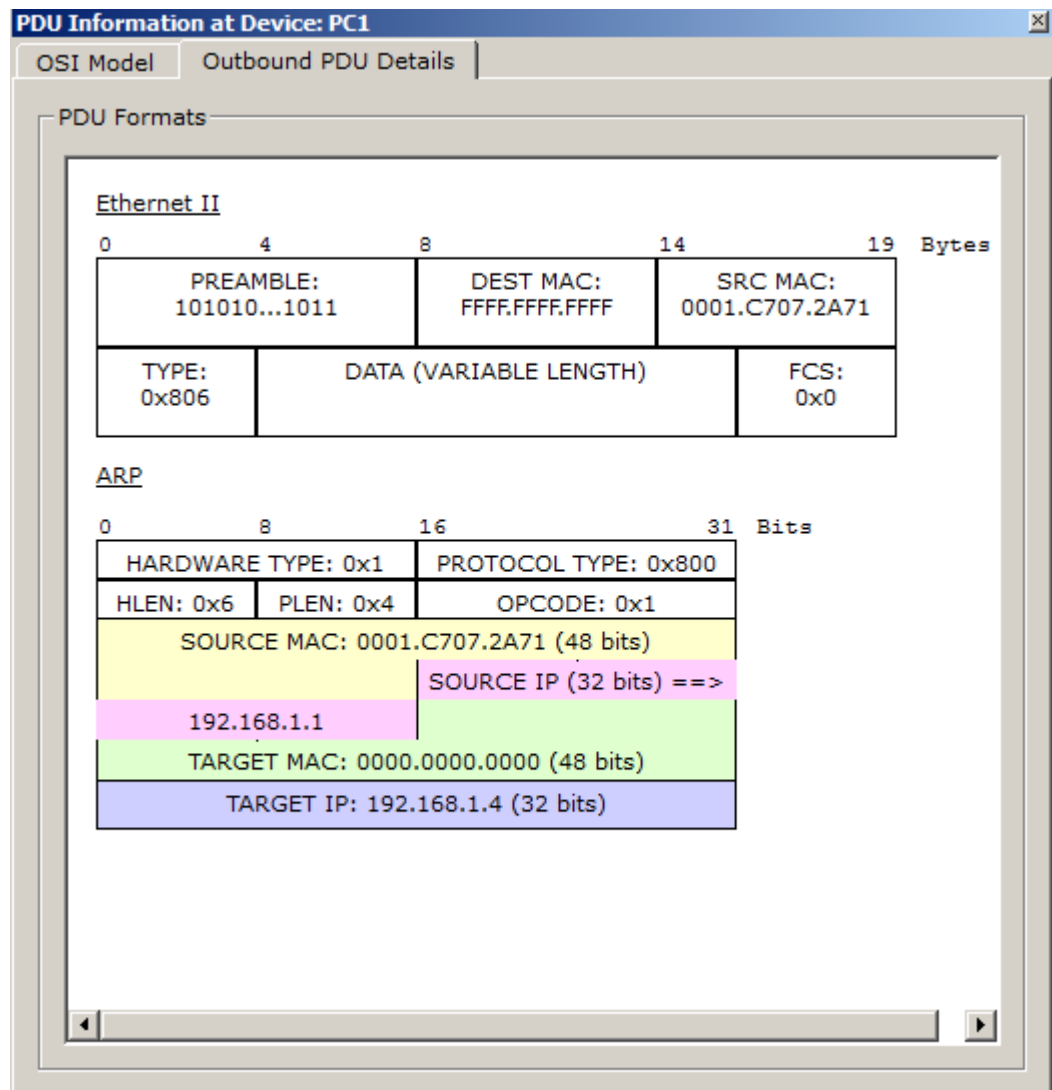 PDU Information at Device: PC1
OSI Model Outbound PDU Details
PDU Formats
Ethernet II
0 4 8 14 19 Bytes
PREAMBLE: DEST MAC: SRC MAC:
101010...1011 FFFF.FFFF.FFFF 0001.C707.2A71
TYPE: DATA (VARIABLE LENGTH) FCS:
0x806 0x0
ARP
0 8 16 31 Bits
HARDWARE TYPE: 0x1 PROTOCOL TYPE: 0x800
HLEN: 0x6 PLEN: 0x4 OPCODE: 0x1
SOURCE MAC: 0001.C707.2A71 (48 bits)
SOURCE IP (32 bits) ==>
192.168.1.1
TARGET MAC: 0000.0000.0000 (48 bits)
TARGET IP: 192.168.1.4 (32 bits)